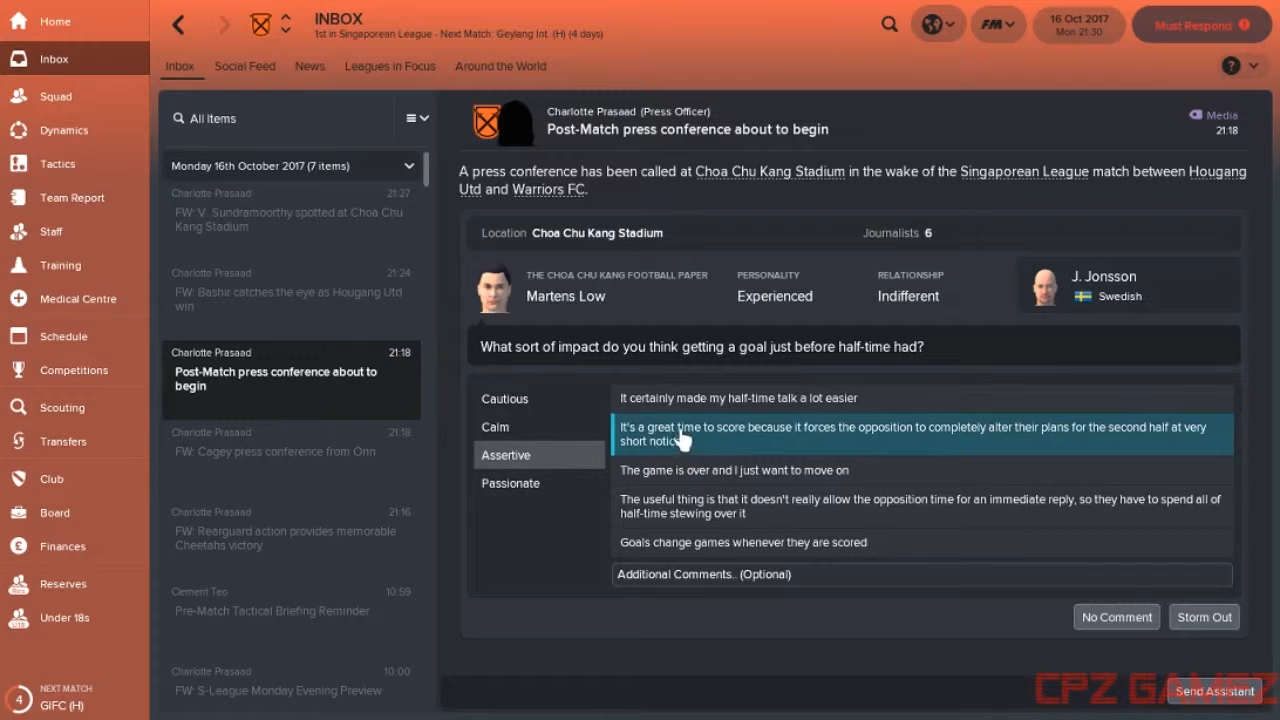 Home
Inbox
Squad
Dynamics
Tactics
Team Report
Staff
Training
Medical Centre
Schedule
Competitions
Scouting
Transfers
Club
Board
Finances
Reserves
Under 18s
4
NEXT MATCH
GIFC (H)
INBOX
1st in Singaporean League - Next Match: Geylang Int. (H) (4 days)
FM
16 Oct 2017
Mon 21:30
Must Respond
Inbox
Social Feed
News
Leagues in Focus
Around the World
All Items
Monday 16th October 2017 (7 items)
Charlotte Prasaad 21:27
FW: V. Sundramoorthy spotted at Choa Chu
Kang Stadium
Charlotte Prasaad 21:24
FW: Bashir catches the eye as Hougang Utd
win
Charlotte Prasaad 21:18
Post-Match press conference about to
begin
Charlotte Prasaad 21:18
FW: Cagey press conference from Onn
Charlotte Prasaad 21:16
FW: Rearguard action provides memorable
Cheetahs victory
Clement Teo 10:59
Pre-Match Tactical Briefing Reminder
Charlotte Prasaad 10:00
FW: S-League Monday Evening Preview
Charlotte Prasaad (Press Officer)
Post-Match press conference about to begin
Media
21:18
A press conference has been called at Choa Chu Kang Stadium in the wake of the Singaporean League match between Hougang
Utd and Warriors FC.
Location Choa Chu Kang Stadium
Journalists 6
THE CHOA CHU KANG FOOTBALL PAPER
Martens Low
PERSONALITY
Experienced
RELATIONSHIP
Indifferent
J. Jonsson
Swedish
What sort of impact do you think getting a goal just before half-time had?
Cautious
Calm
Assertive
Passionate
It certainly made my half-time talk a lot easier
It's a great time to score because it forces the opposition to completely alter their plans for the second half at very
short notice
The game is over and I just want to move on
The useful thing is that it doesn't really allow the opposition time for an immediate reply, so they have to spend all of
half-time stewing over it
Goals change games whenever they are scored
Additional Comments.. (Optional)
No Comment
Storm Out
CPZ GAMEZ
Send Assistant